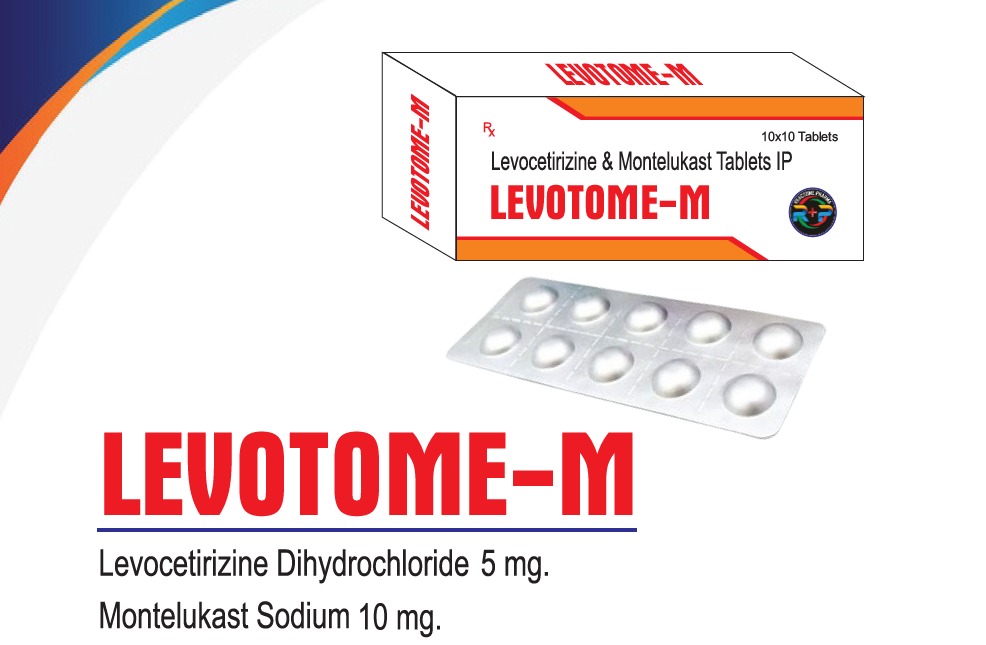 LEVOTOME-M
LEVOTOME-M
Rx
10x10 Tablets
Levocetirizine & Montelukast Tablets IP
LEVOTOME-M
R+P
LEVOTOME-M
Levocetirizine Dihydrochloride 5 mg.
Montelukast Sodium 10 mg.